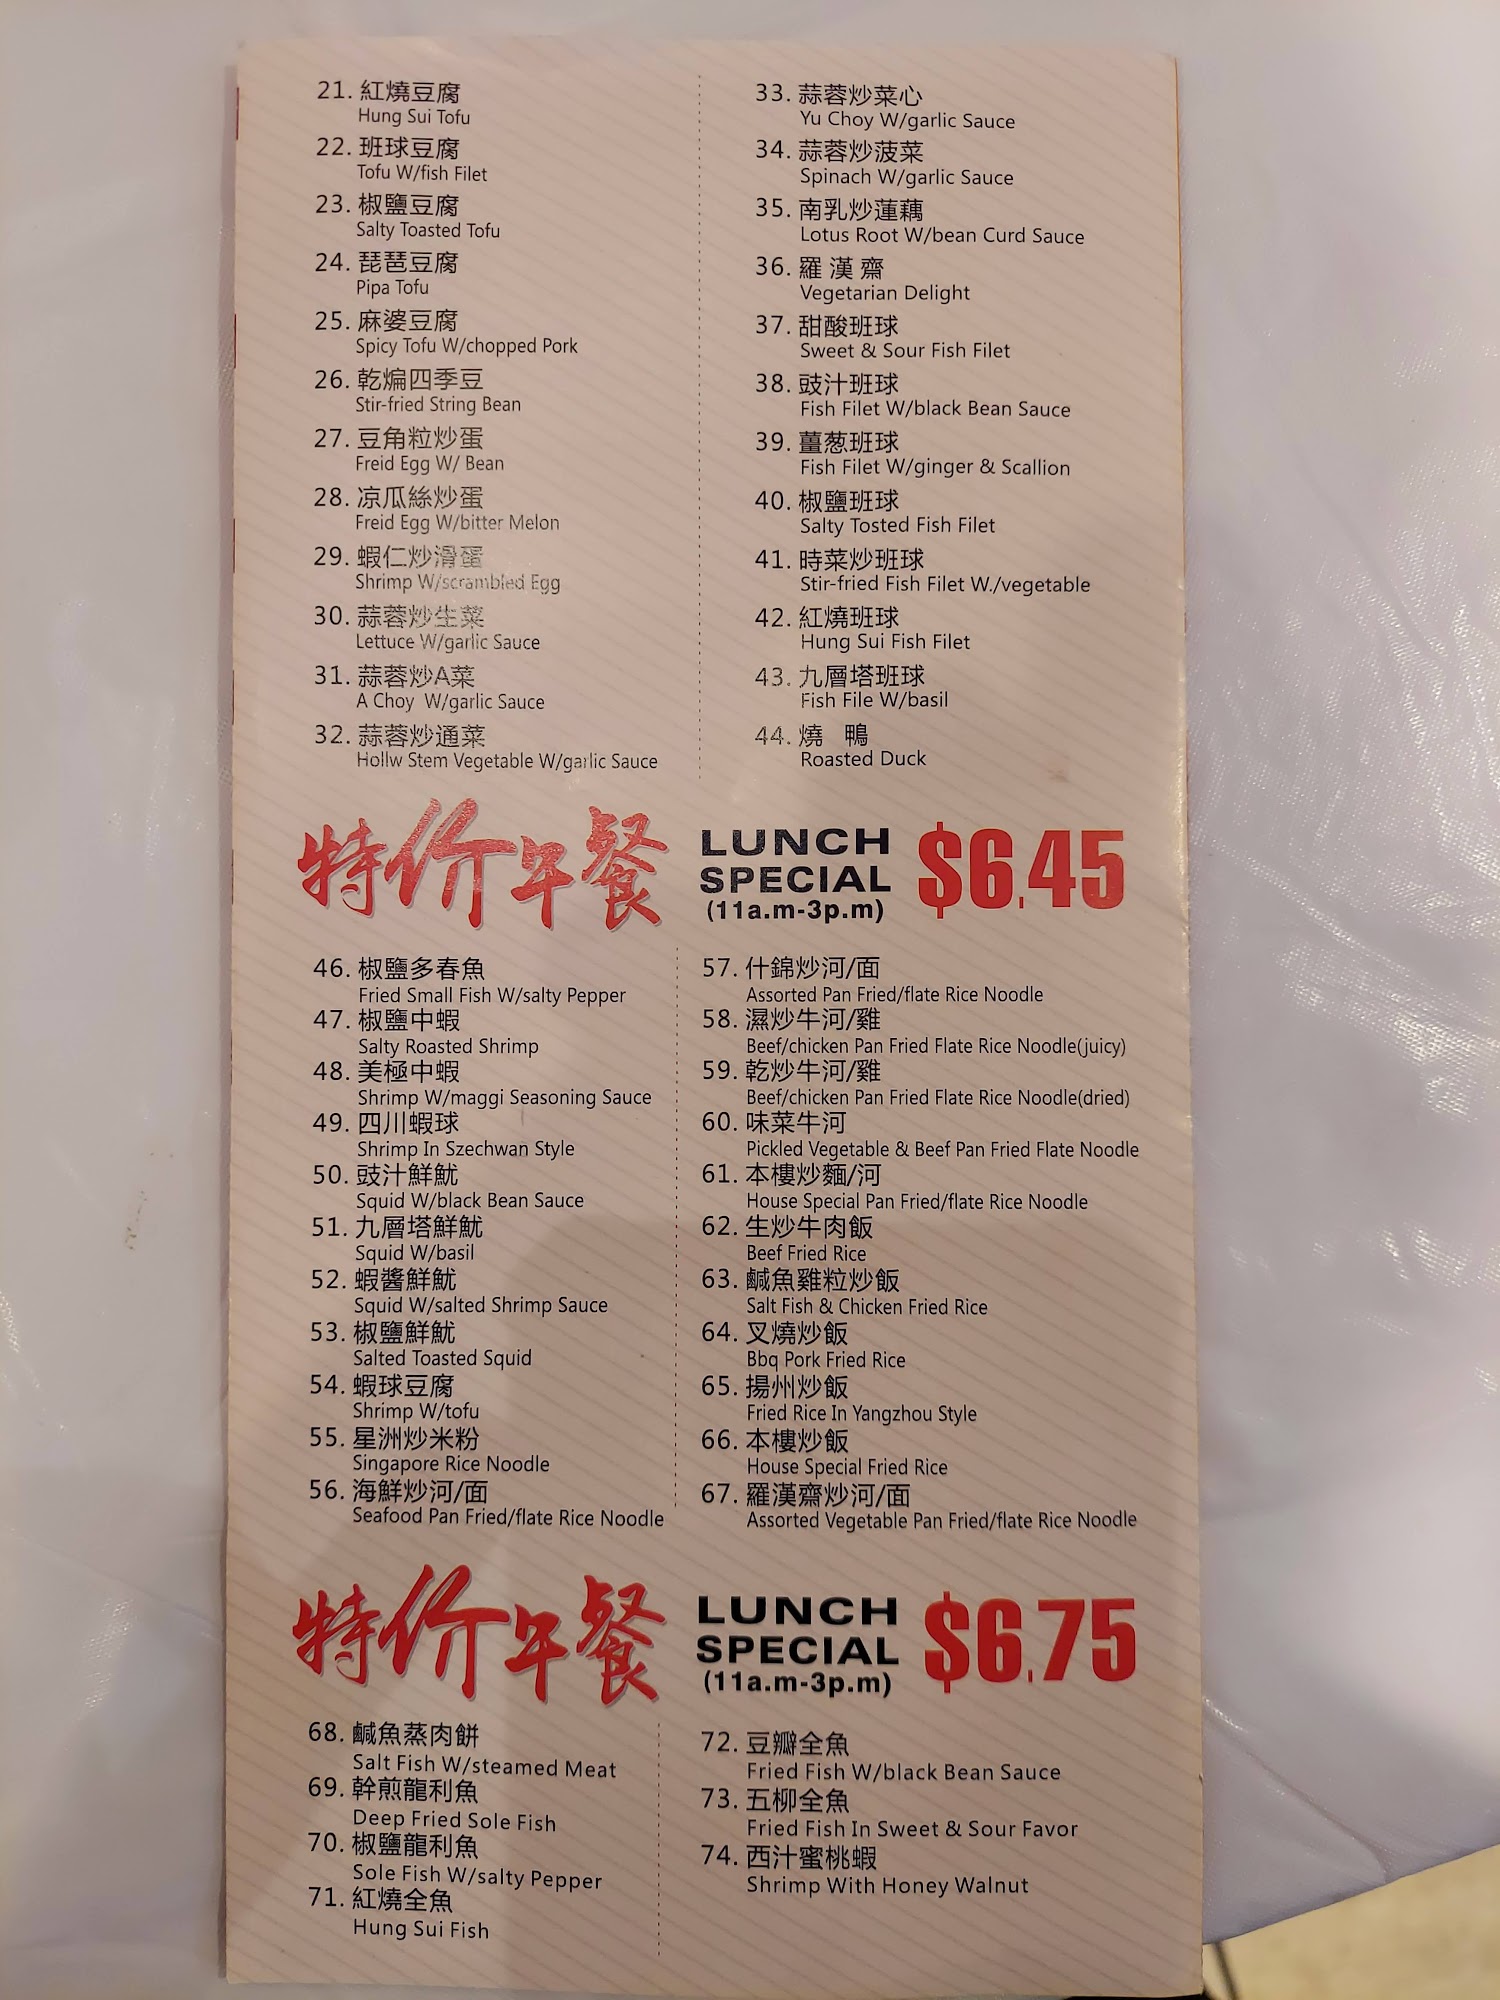 21. 紅燒豆腐
Hung Sui Tofu
22. 班球豆腐
Tofu W/fish Filet
23. 椒鹽豆腐
Salty Toasted Tofu
24. 琵琶豆腐
Pipa Tofu
25. 麻婆豆腐
Spicy Tofu W/chopped Pork
26. 乾煸四季豆
Stir-fried String Bean
27. 豆角粒炒蛋
Freid Egg W/ Bean
28. 凉瓜絲炒蛋
Freid Egg W/bitter Melon
29. 蝦仁炒滑蛋
Shrimp W/scrambled Egg
30. 蒜蓉炒生菜
Lettuce W/garlic Sauce
31. 蒜蓉炒A菜
A Choy W/garlic Sauce
32. 蒜蓉炒通菜
Hollw Stem Vegetable W/garlic Sauce
33. 蒜蓉炒菜心
Yu Choy W/garlic Sauce
34. 蒜蓉炒菠菜
Spinach W/garlic Sauce
35. 南乳炒蓮藕
Lotus Root W/bean Curd Sauce
36. 羅 漢 齋
Vegetarian Delight
37. 甜酸班球
Sweet & Sour Fish Filet
38. 豉汁班球
Fish Filet W/black Bean Sauce
39. 薑葱班球
Fish Filet W/ginger & Scallion
40. 椒鹽班球
Salty Tosted Fish Filet
41. 時菜炒班球
Stir-fried Fish Filet W./vegetable
42. 紅燒班球
Hung Sui Fish Filet
43. 九層塔班球
Fish File W/basil
44. 燒 鴨
Roasted Duck
特价午餐 LUNCH SPECIAL (11a.m-3p.m) $6.45
46. 椒鹽多春魚
Fried Small Fish W/salty Pepper
47. 椒鹽中蝦
Salty Roasted Shrimp
48. 美極中蝦
Shrimp W/maggi Seasoning Sauce
49. 四川蝦球
Shrimp In Szechwan Style
50. 豉汁鮮魷
Squid W/black Bean Sauce
51. 九層塔鮮魷
Squid W/basil
52. 蝦醬鮮魷
Squid W/salted Shrimp Sauce
53. 椒鹽鮮魷
Salted Toasted Squid
54. 蝦球豆腐
Shrimp W/tofu
55. 星洲炒米粉
Singapore Rice Noodle
56. 海鮮炒河/面
Seafood Pan Fried/flate Rice Noodle
57. 什錦炒河/面
Assorted Pan Fried/flate Rice Noodle
58. 濕炒牛河/雞
Beef/chicken Pan Fried Flate Rice Noodle(juicy)
59. 乾炒牛河/雞
Beef/chicken Pan Fried Flate Rice Noodle(dried)
60. 味菜牛河
Pickled Vegetable & Beef Pan Fried Flate Noodle
61. 本樓炒麵/河
House Special Pan Fried/flate Rice Noodle
62. 生炒牛肉飯
Beef Fried Rice
63. 鹹魚雞粒炒飯
Salt Fish & Chicken Fried Rice
64. 叉燒炒飯
Bbq Pork Fried Rice
65. 揚州炒飯
Fried Rice In Yangzhou Style
66. 本樓炒飯
House Special Fried Rice
67. 羅漢齋炒河/面
Assorted Vegetable Pan Fried/flate Rice Noodle
特价午餐 LUNCH SPECIAL (11a.m-3p.m) $6.75
68. 鹹魚蒸肉餅
Salt Fish W/steamed Meat
69. 幹煎龍利魚
Deep Fried Sole Fish
70. 椒鹽龍利魚
Sole Fish W/salty Pepper
71. 紅燒全魚
Hung Sui Fish
72. 豆瓣全魚
Fried Fish W/black Bean Sauce
73. 五柳全魚
Fried Fish In Sweet & Sour Favor
74. 西汁蜜桃蝦
Shrimp With Honey Walnut